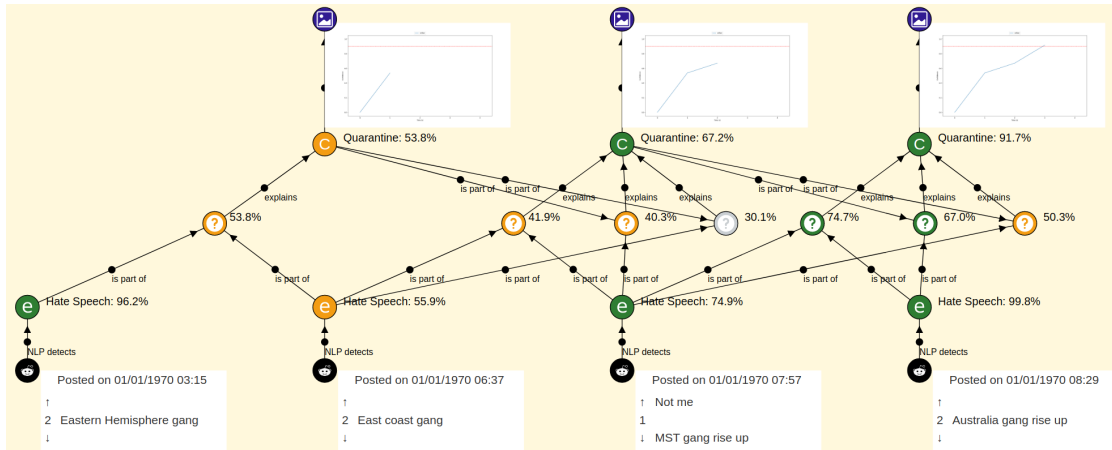 Quarantine: 53.8%
Quarantine: 67.2%
Quarantine: 91.7%
C
C
C
is part of
is part of
is part of
is part of
explains
explains
explains
explains
explains
explains
explains
? 53.8%
? 41.9%
? 40.3%
? 30.1%
? 74.7%
? 67.0%
? 50.3%
is part of
is part of
is part of
is part of
is part of
is part of
is part of
is part of
is part of
is part of
e Hate Speech: 96.2%
e Hate Speech: 55.9%
e Hate Speech: 74.9%
e Hate Speech: 99.8%
NLP detects
NLP detects
NLP detects
NLP detects
Posted on 01/01/1970 03:15
↑
2 Eastern Hemisphere gang
↓
Posted on 01/01/1970 06:37
↑
2 East coast gang
↓
Posted on 01/01/1970 07:57
↑ Not me
1
↓ MST gang rise up
Posted on 01/01/1970 08:29
↑
2 Australia gang rise up
↓